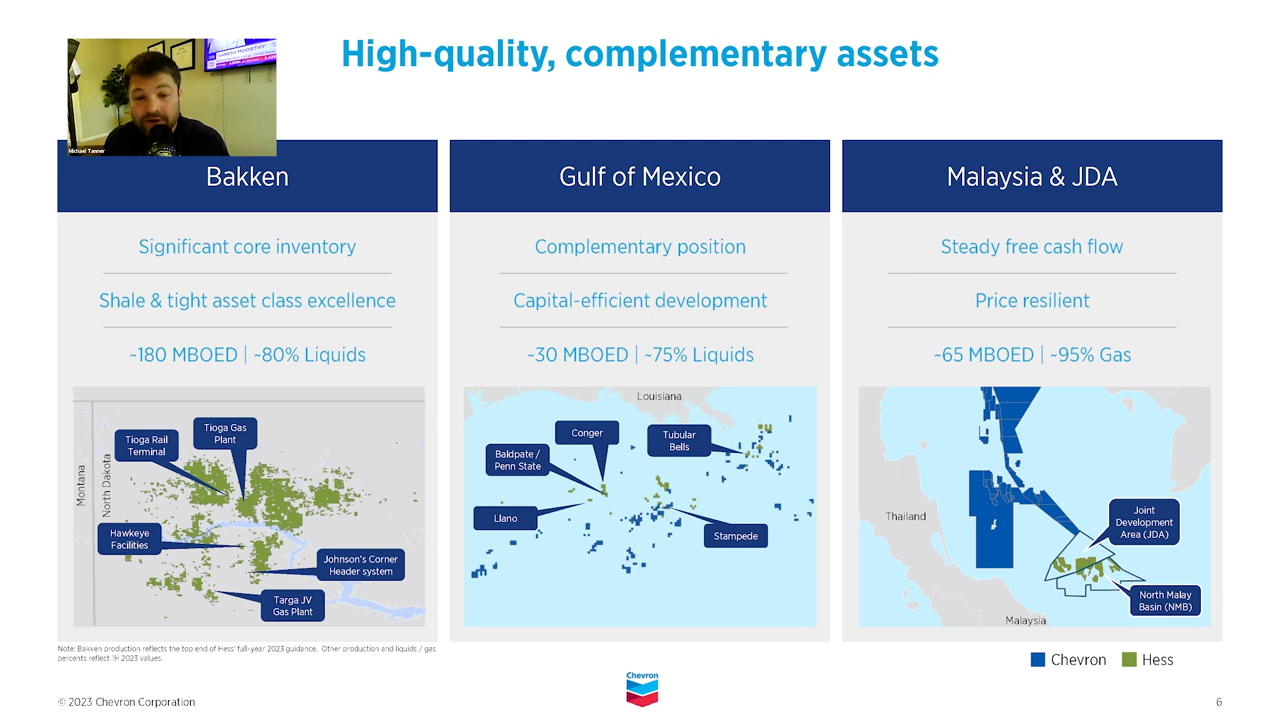 High-quality, complementary assets
Michael Tanner
Bakken
Significant core inventory
Shale & tight asset class excellence
~180 MBOED | ~80% Liquids
Montana
North Dakota
Tioga Rail
Terminal
Tioga Gas
Plant
Hawkeye
Facilities
Johnson's Corner
Header system
Targa JV
Gas Plant
Note: Bakken production reflects the top end of Hess' full-year 2023 guidance. Other production and liquids / gas
percents reflect 1H 2023 values.
Gulf of Mexico
Complementary position
Capital-efficient development
~30 MBOED | ~75% Liquids
Louisiana
Conger
Tubular
Bells
Baldpate /
Penn State
Llano
Stampede
Malaysia & JDA
Steady free cash flow
Price resilient
~65 MBOED | ~95% Gas
Thailand
Joint
Development
Area (JDA)
North Malay
Basin (NMB)
Malaysia
Chevron
Hess
© 2023 Chevron Corporation
Chevron
6